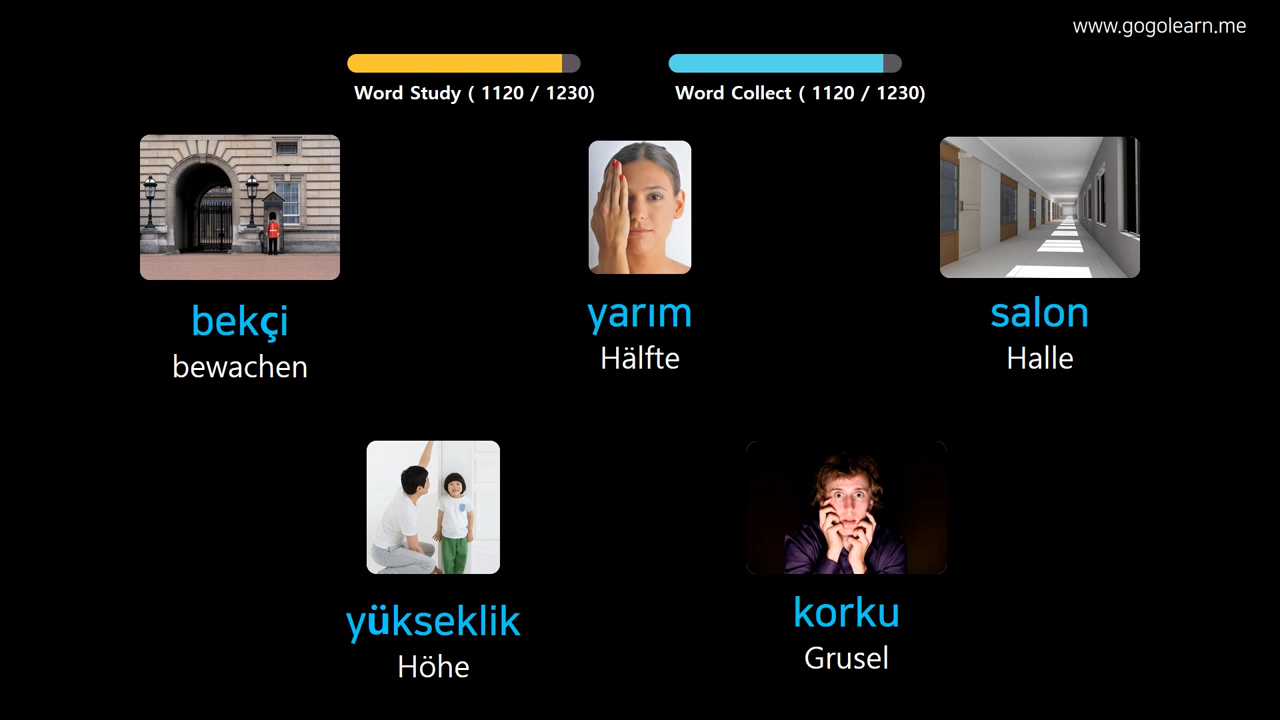 www.gogolearn.me
Word Study ( 1120 / 1230)
Word Collect ( 1120 / 1230)
bekçi
bewachen
yarım
Hälfte
salon
Halle
yükseklik
Höhe
korku
Grusel